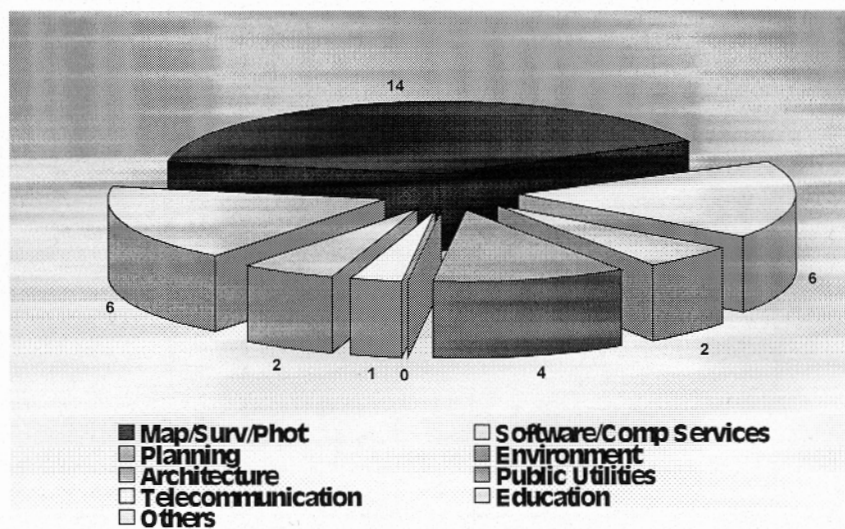 14
6
6
2
2
1
0
4
Map/Surv/Phot
Software/Comp Services
Planning
Environment
Architecture
Public Utilities
Telecommunication
Education
Others